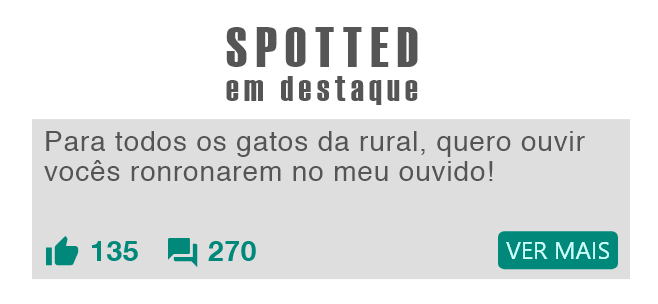 SPOTTED
em destaque
Para todos os gatos da rural, quero ouvir
vocês ronronarem no meu ouvido!
135 270 VER MAIS